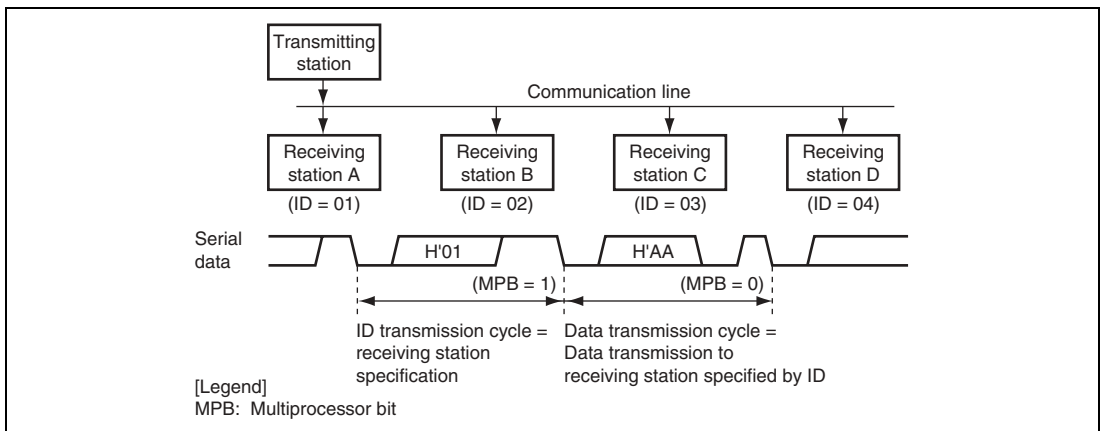 Transmitting
station
Communication line
Receiving
station A
Receiving
station B
Receiving
station C
Receiving
station D
(ID = 01)
(ID = 02)
(ID = 03)
(ID = 04)
Serial
data
H'01
H'AA
(MPB = 1)
(MPB = 0)
ID transmission cycle =
receiving station
specification
Data transmission cycle =
Data transmission to
receiving station specified by ID
[Legend]
MPB: Multiprocessor bit